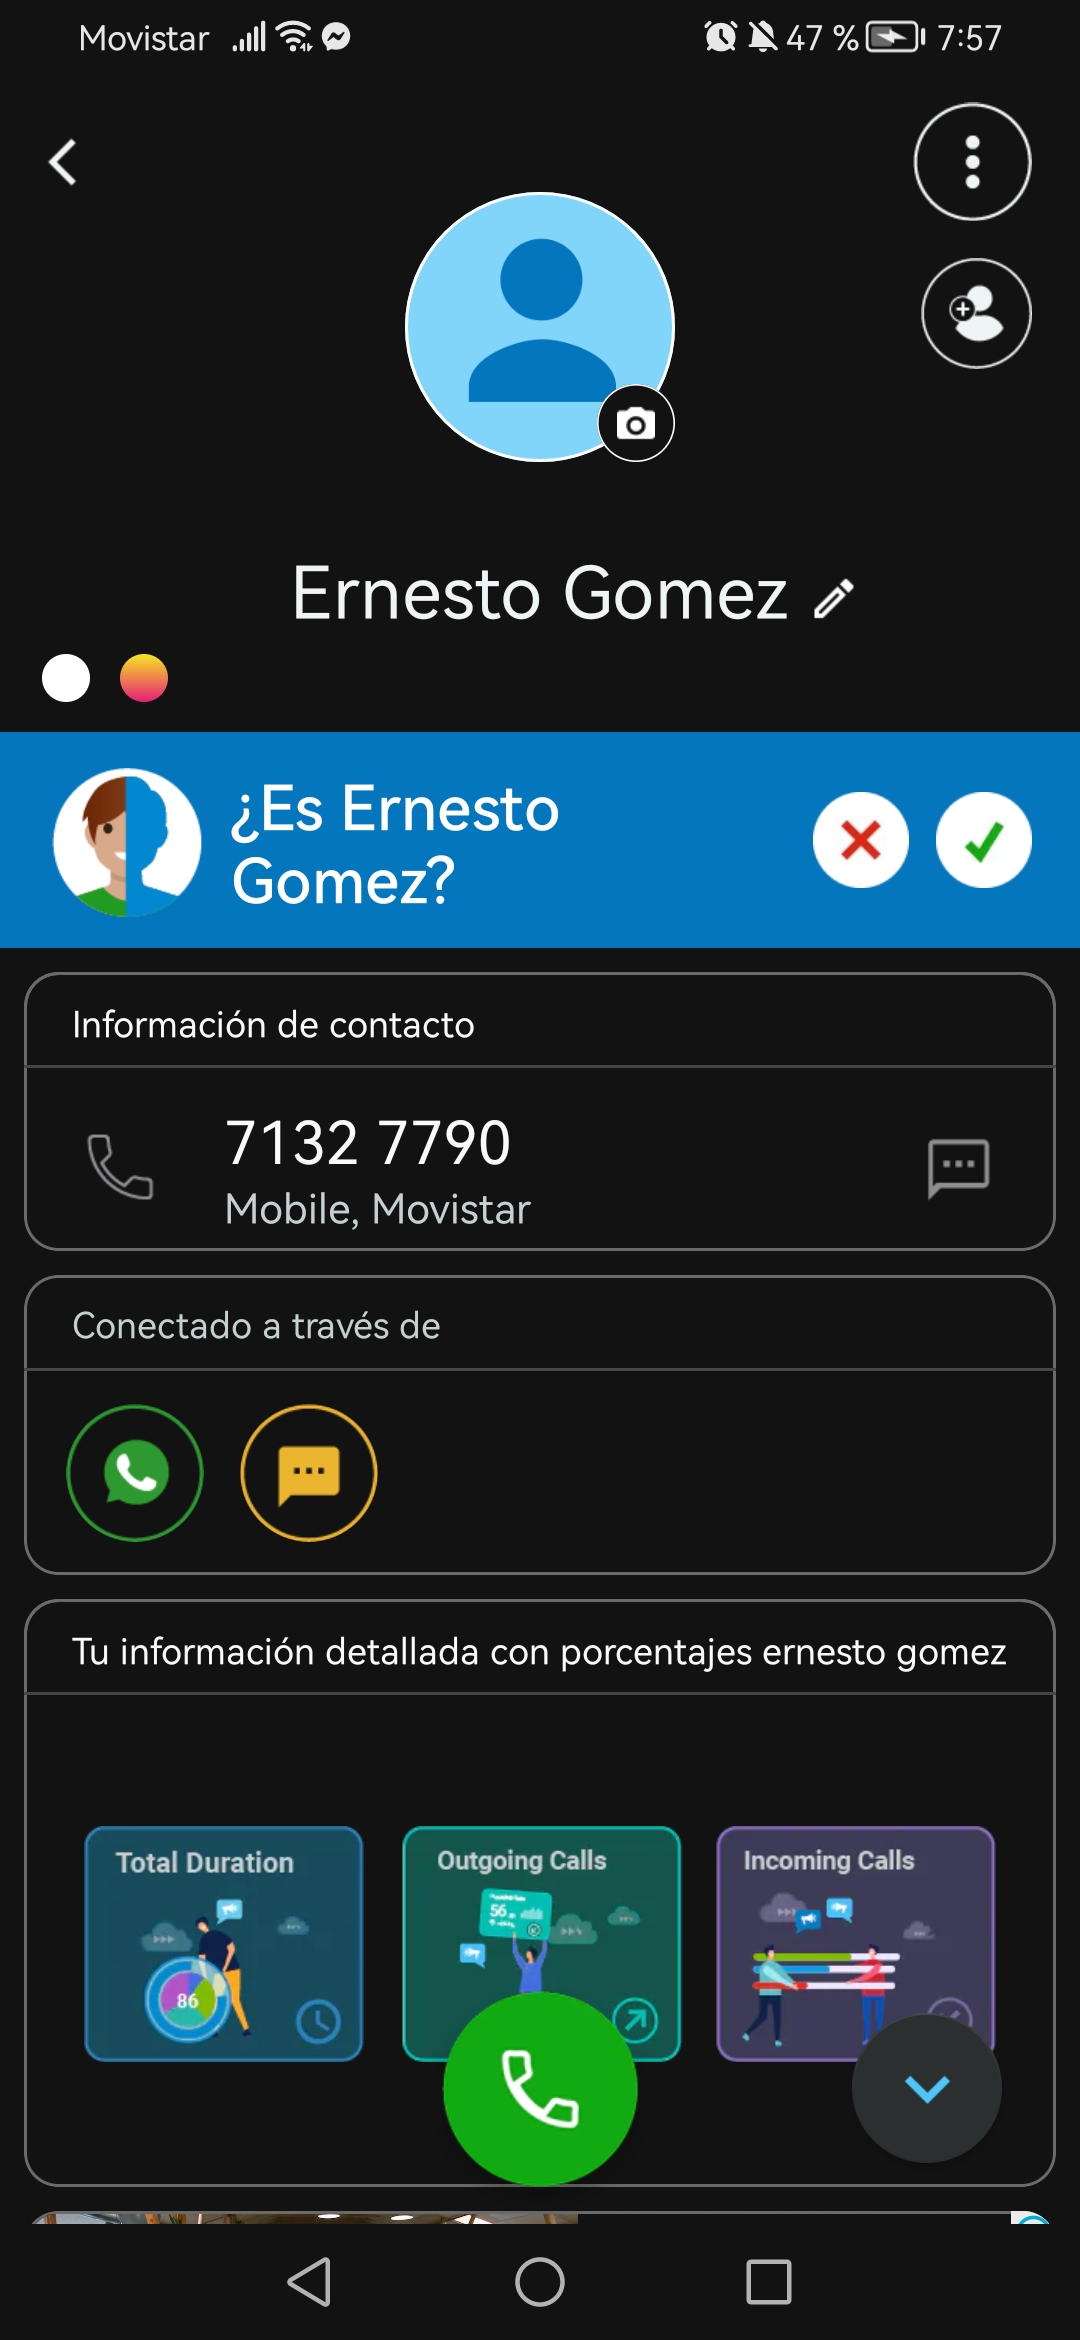 Movistar 47 % 7:57
Ernesto Gomez
¿Es Ernesto
Gomez?
Información de contacto
7132 7790
Mobile, Movistar
Conectado a través de
Tu información detallada con porcentajes ernesto gomez
Total Duration
Outgoing Calls
Incoming Calls
56
86